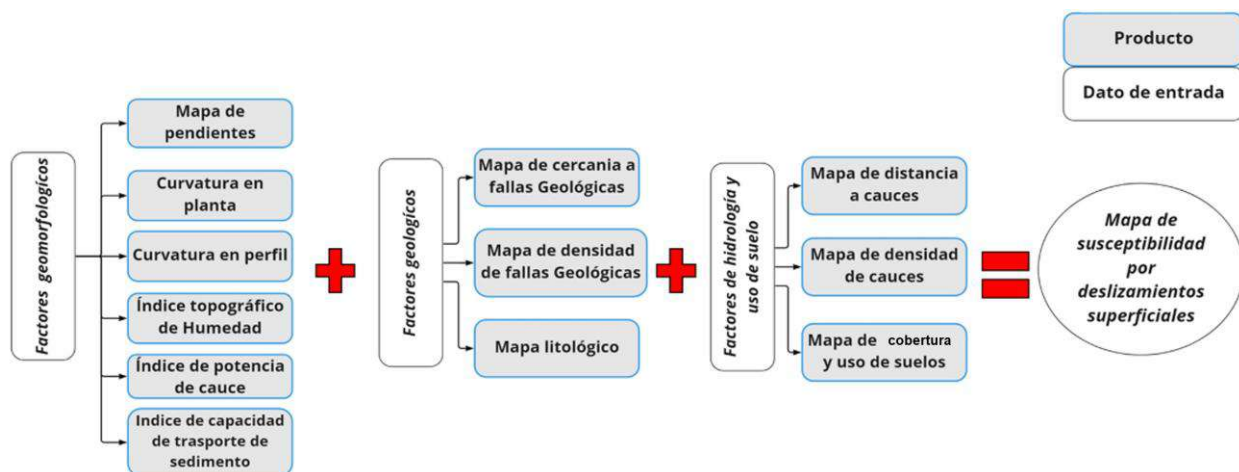 Producto
Dato de entrada
Factores geomorfologícos
Mapa de
pendientes
Curvatura en
planta
Curvatura en perfil
Índice topográfico
de Humedad
Índice de potencia
de cauce
Indice de capacidad
de trasporte de
sedimento
Factores geologícos
Mapa de cercania a
fallas Geológicas
Mapa de densidad
de fallas Geológicas
Mapa litológico
Factores de hidrología y
uso de suelo
Mapa de distancia
a cauces
Mapa de densidad
de cauces
Mapa de cobertura
y uso de suelos
Mapa de
susceptibilidad
por
deslizamientos
superficiales